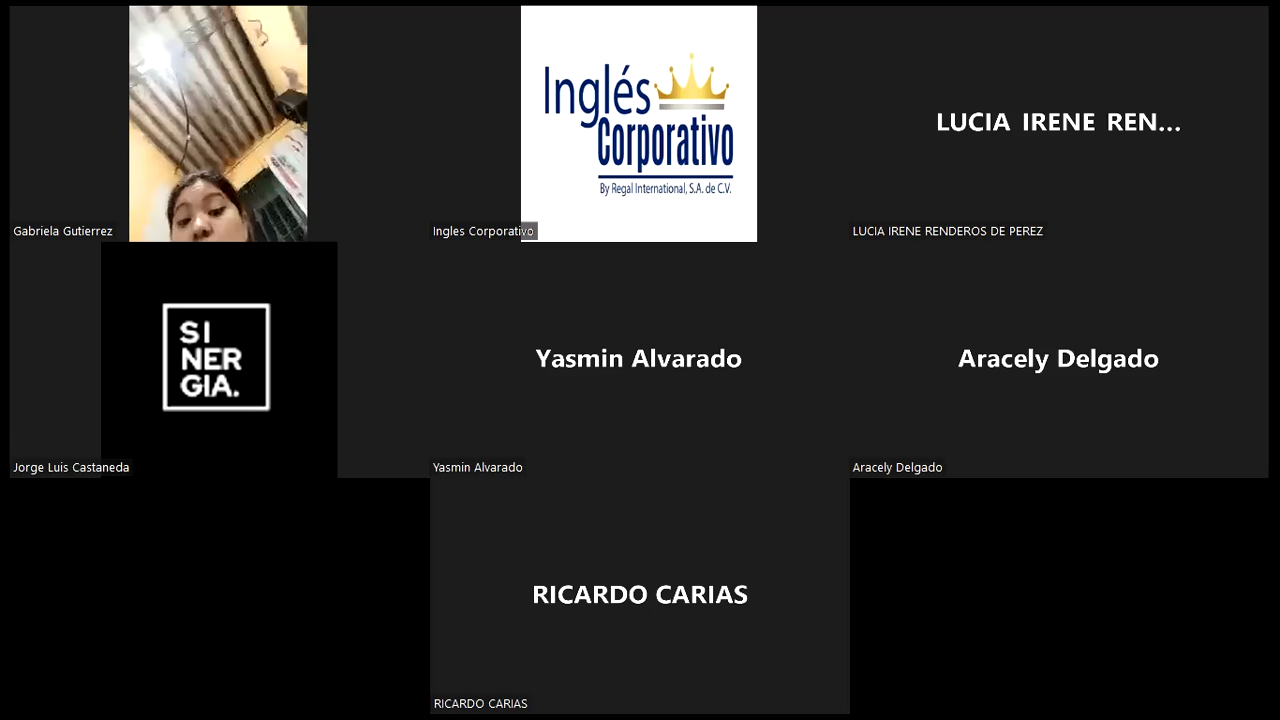 Gabriela Gutierrez
Inglés
Corporativo
By Regal International, S.A. de C.V.
Ingles Corporativo
LUCIA IRENE REN...
LUCIA IRENE RENDEROS DE PEREZ
SI
NER
GIA.
Jorge Luis Castaneda
Yasmin Alvarado
Yasmin Alvarado
Aracely Delgado
Aracely Delgado
RICARDO CARIAS
RICARDO CARIAS